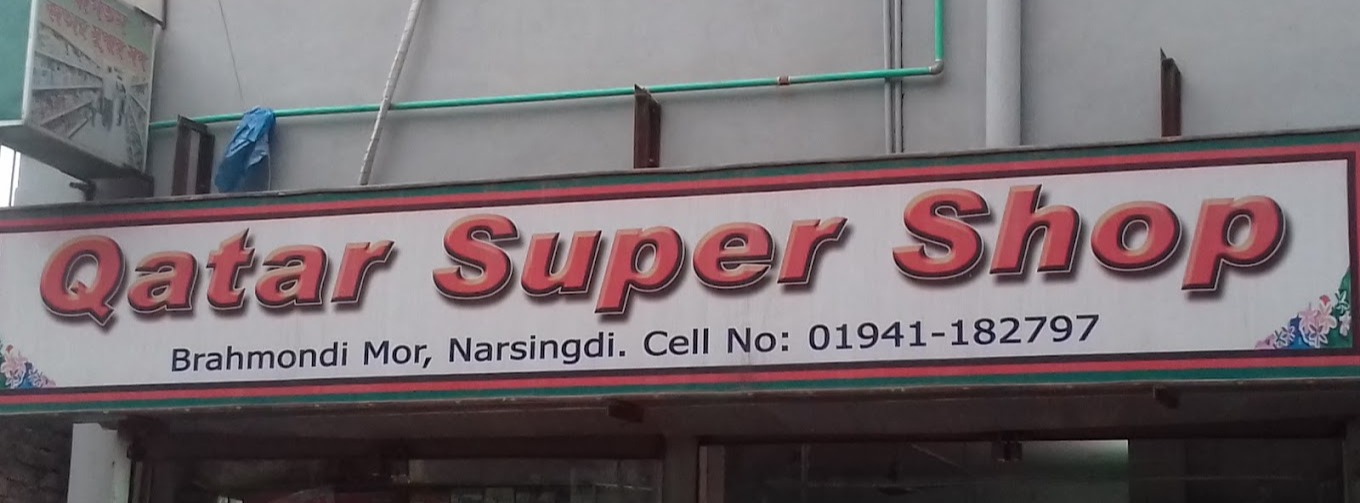 Qatar Super Shop
Brahmondi Mor, Narsingdi. Cell No: 01941-182797